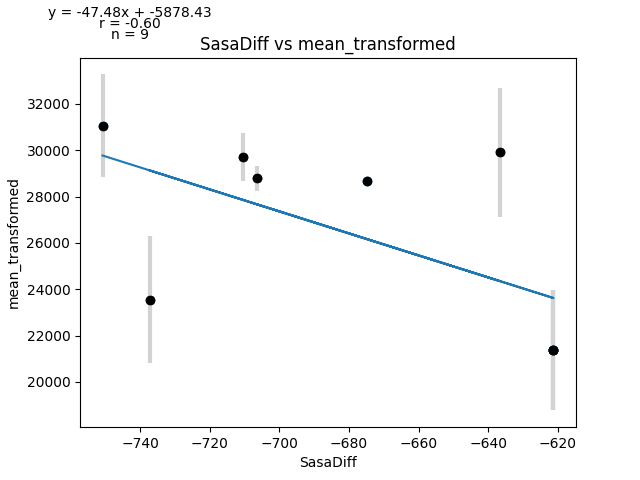 y = -47.48x + -5878.43
r = -0.60
n = 9
SasaDiff vs mean_transformed
mean_transformed
32000
30000
28000
26000
24000
22000
20000
−740
−720
−700
−680
−660
−640
−620
SasaDiff